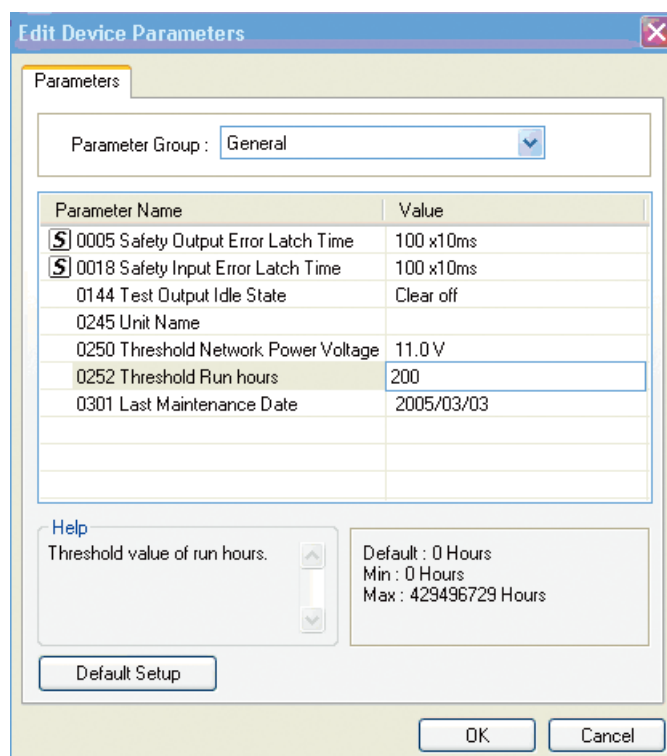 Edit Device Parameters
Parameters
Parameter Group : General
Parameter Name Value
S 0005 Safety Output Error Latch Time 100 x10ms
S 0018 Safety Input Error Latch Time 100 x10ms
0144 Test Output Idle State Clear off
0245 Unit Name
0250 Threshold Network Power Voltage 11.0 V
0252 Threshold Run hours 200
0301 Last Maintenance Date 2005/03/03
Help
Threshold value of run hours.
Default : 0 Hours
Min : 0 Hours
Max : 429496729 Hours
Default Setup
OK Cancel